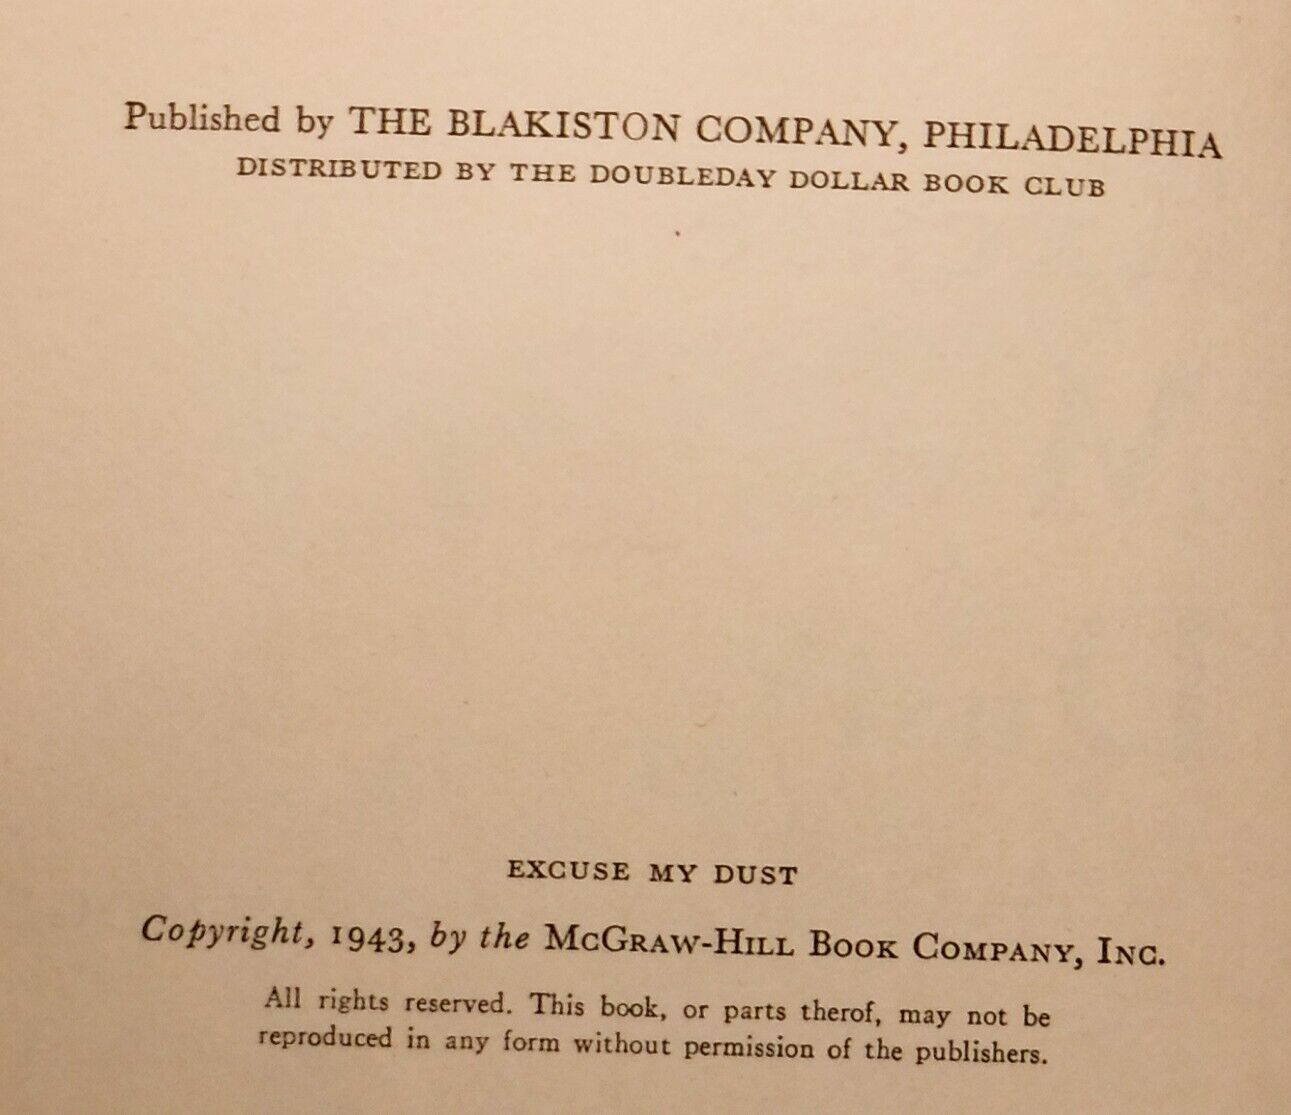 Published by THE BLAKISTON COMPANY, PHILADELPHIA
DISTRIBUTED BY THE DOUBLEDAY DOLLAR BOOK CLUB
EXCUSE MY DUST
Copyright, 1943, by the McGraw-Hill Book Company, Inc.
All rights reserved. This book, or parts therof, may not be
reproduced in any form without permission of the publishers.